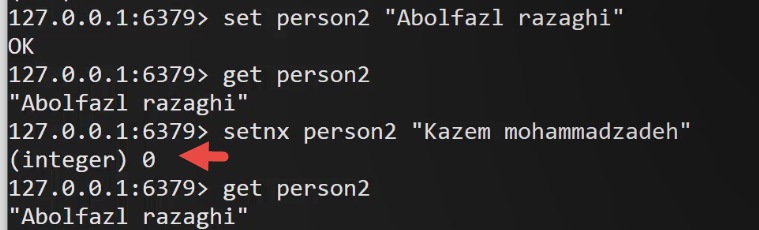 127.0.0.1:6379> set person2 "Abolfazl razaghi"
OK
127.0.0.1:6379> get person2
"Abolfazl razaghi"
127.0.0.1:6379> setnx person2 "Kazem mohammadzadeh"
(integer) 0
127.0.0.1:6379> get person2
"Abolfazl razaghi"